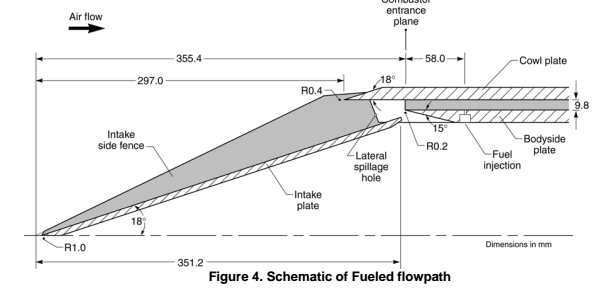 Air flow
Combustor
entrance
plane
355.4
58.0
Cowl plate
297.0
R0.4
18°
9.8
15°
R0.2
Bodyside
plate
Fuel
injection
Lateral
spillage
hole
Intake
side fence
Intake
plate
18°
R1.0
Dimensions in mm
351.2
Figure 4. Schematic of Fueled flowpath